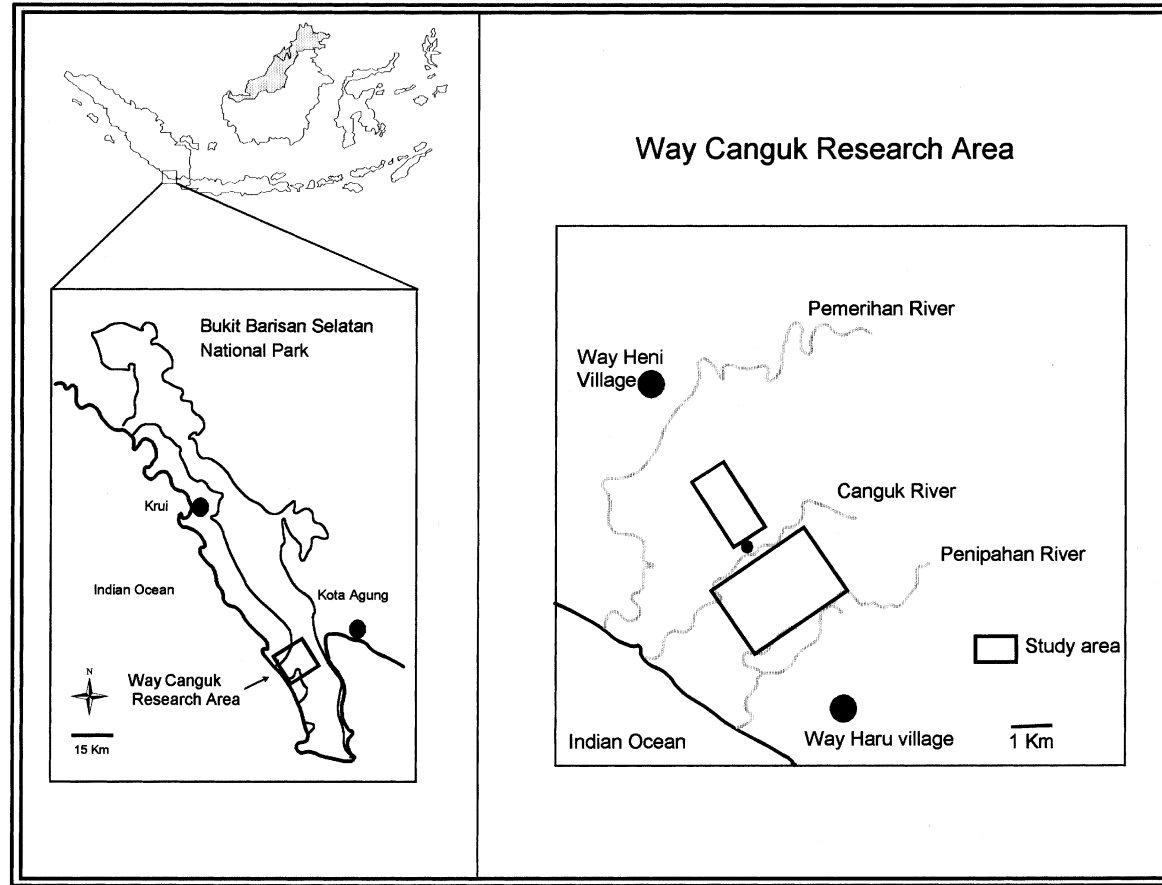 Bukit Barisan Selatan
National Park
Krui
Indian Ocean
Kota Agung
Way Canguk
Research Area
N
15 Km
Way Canguk Research Area
Pemerihan River
Way Heni
Village
Canguk River
Penipahan River
Study area
Way Haru village
1 Km
Indian Ocean